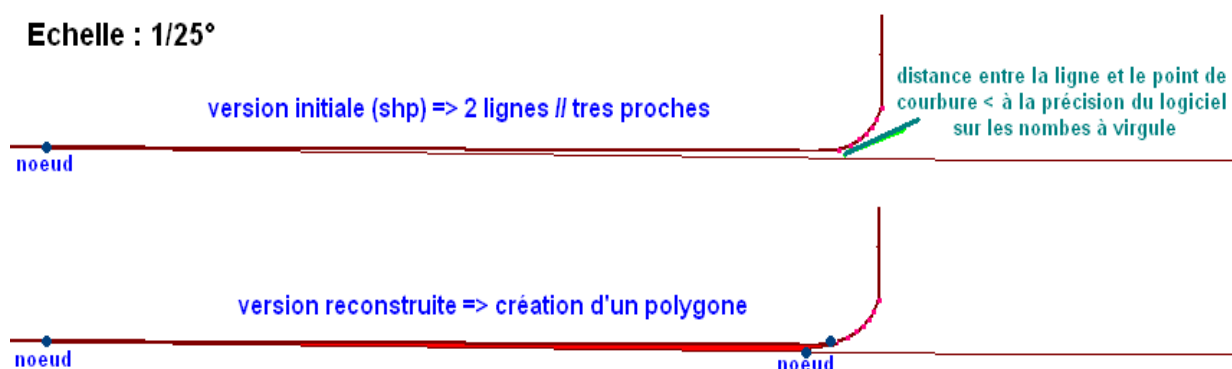 Echelle : 1/25°
version initiale (shp) => 2 lignes // tres proches
distance entre la ligne et le point de
courbure < à la précision du logiciel
sur les nombes à virgule
noeud
version reconstruite => création d'un polygone
noeud
noeud